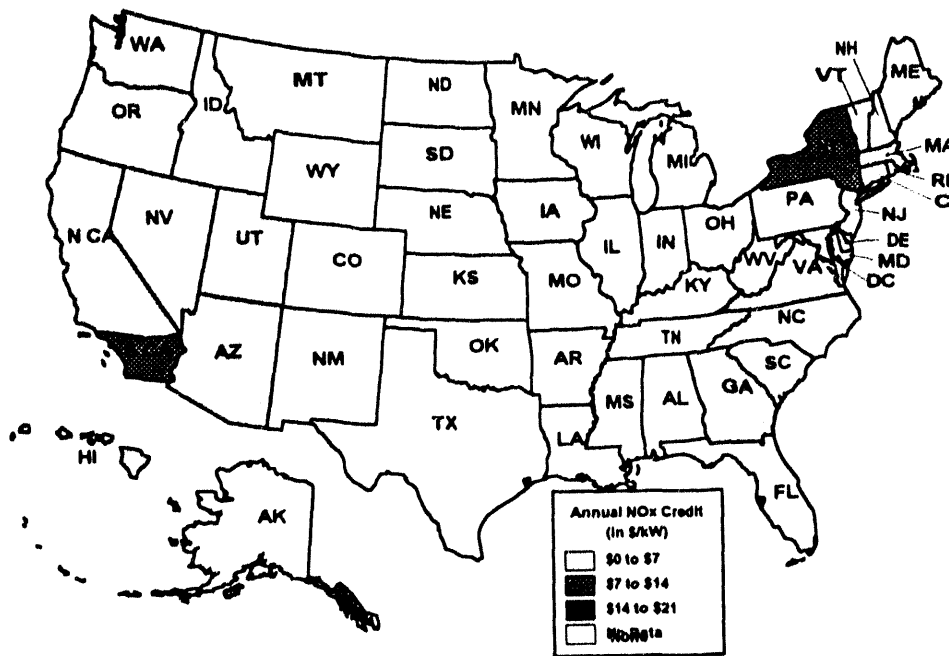 WA
MT
ND
MN
NH
VT
ME
OR
ID
WY
SD
WI
MI
MA
RI
C
NV
NE
IA
PA
NJ
N CA
UT
CO
IL
IN
OH
DE
MD
DC
WV
VA
KS
MO
KY
NC
AZ
NM
OK
AR
TN
SC
MS
AL
GA
TX
LA
FL
HI
AK
Annual NOx Credit
(In $/kW)
$0 to $7
$7 to $14
$14 to $21